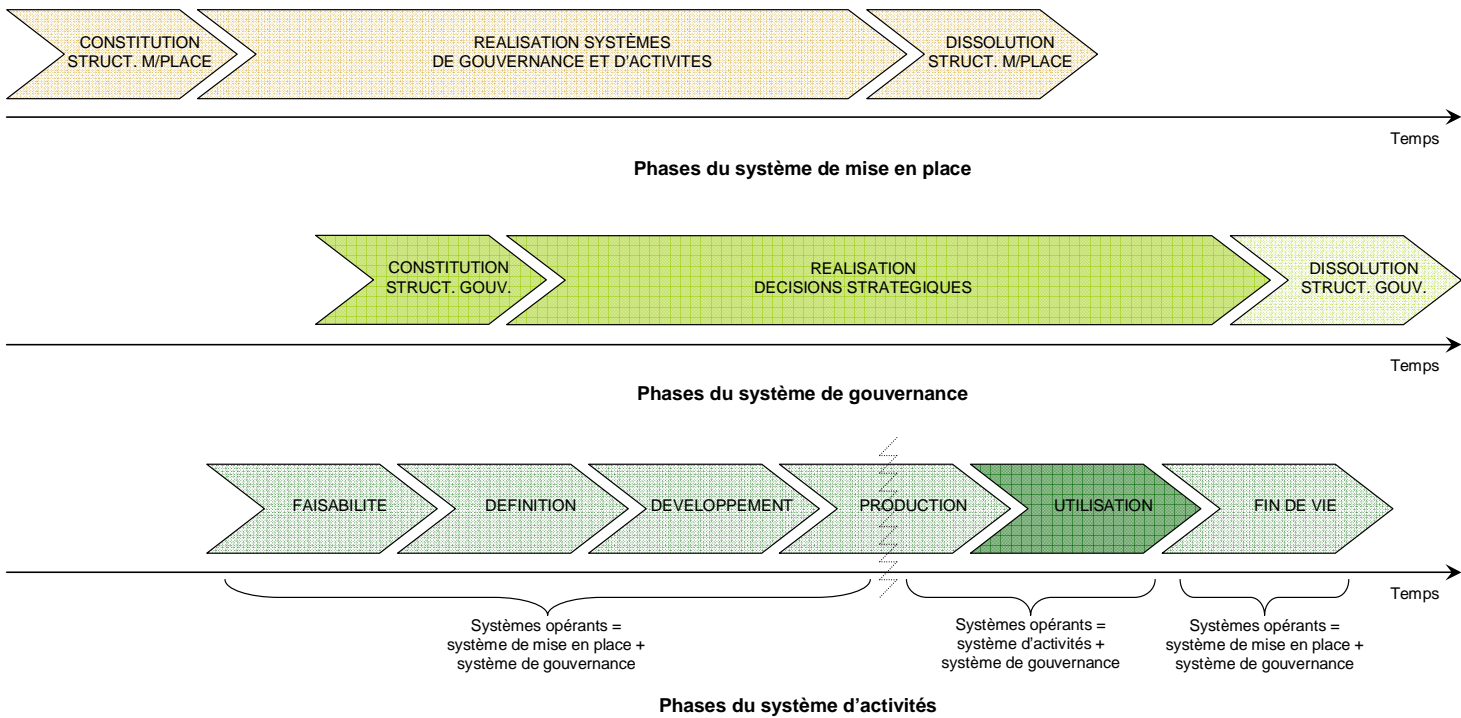 CONSTITUTION
STRUCT. M/PLACE
REALISATION SYSTÈMES
DE GOUVERNANCE ET D'ACTIVITES
DISSOLUTION
STRUCT. M/PLACE
Temps
Phases du système de mise en place
CONSTITUTION
STRUCT. GOUV.
REALISATION
DECISIONS STRATEGIQUES
DISSOLUTION
STRUCT. GOUV.
Temps
Phases du système de gouvernance
FAISABILITE
DEFINITION
DEVELOPPEMENT
PRODUCTION
UTILISATION
FIN DE VIE
Temps
Systèmes opérants =
système de mise en place +
système de gouvernance
Systèmes opérants =
système d'activités +
système de gouvernance
Systèmes opérants =
système de mise en place +
système de gouvernance
Phases du système d'activités